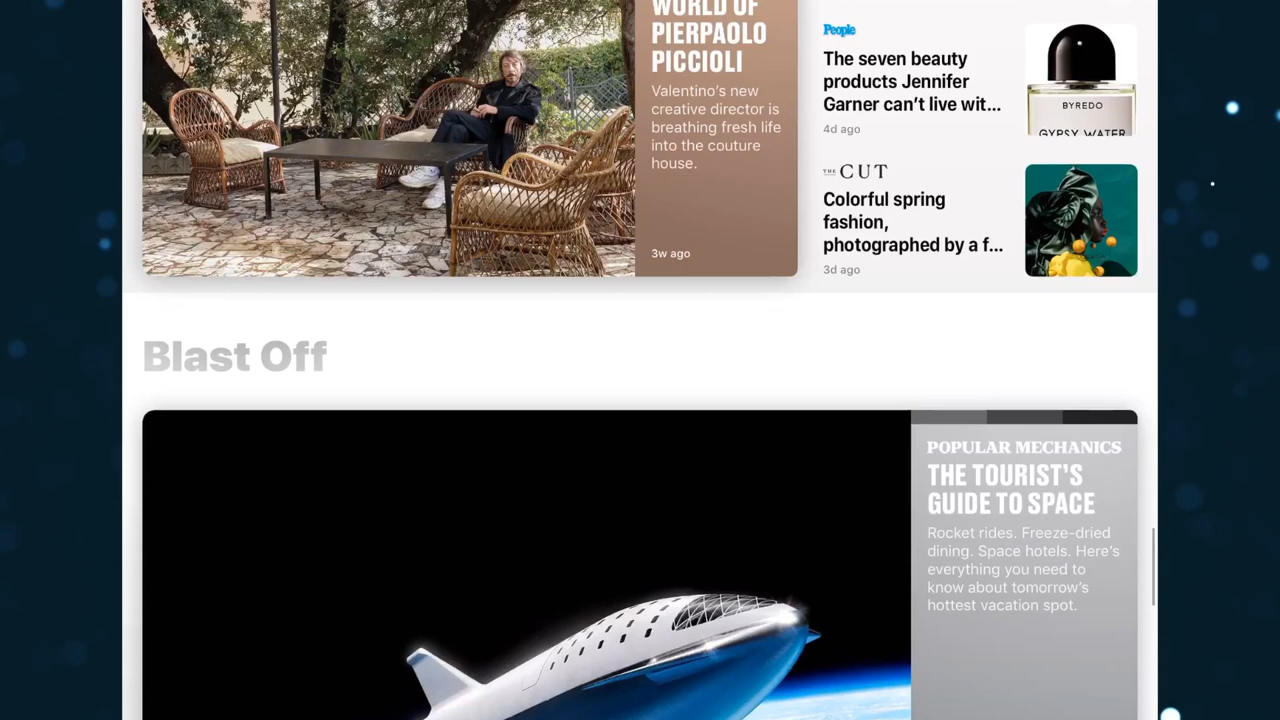 WORLD OF
PIERPAOLO
PICCIOLI
Valentino's new
creative director is
breathing fresh life
into the couture
house.
3w ago
People
The seven beauty
products Jennifer
Garner can't live wit...
4d ago
BYREDO
GYPSY WATER
THE CUT
Colorful spring
fashion,
photographed by a f...
3d ago
Blast Off
POPULAR MECHANICS
THE TOURIST'S
GUIDE TO SPACE
Rocket rides. Freeze-dried
dining. Space hotels. Here's
everything you need to
know about tomorrow's
hottest vacation spot.